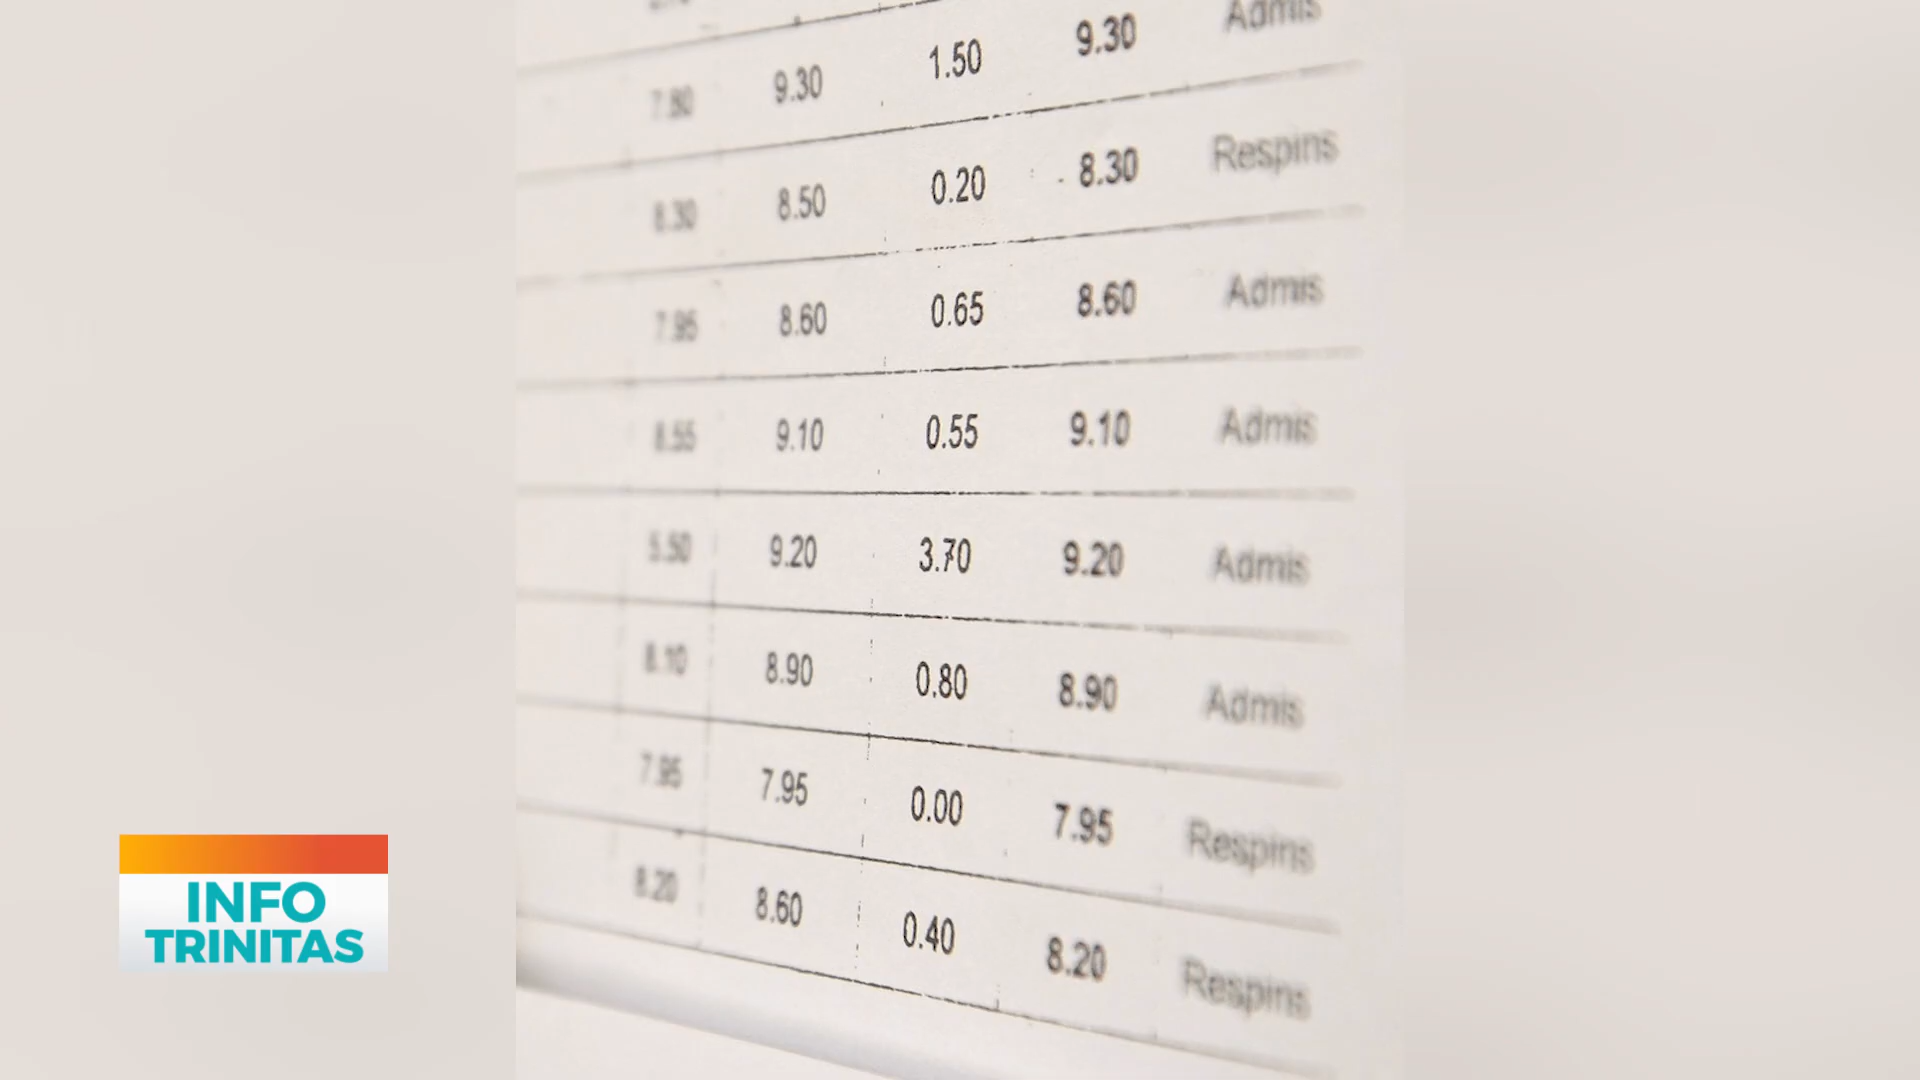 7.80 9.30 1.50 9.30 Admis
8.30 8.50 0.20 8.30 Respins
7.95 8.60 0.65 8.60 Admis
8.55 9.10 0.55 9.10 Admis
5.50 9.20 3.70 9.20 Admis
8.10 8.90 0.80 8.90 Admis
7.95 7.95 0.00 7.95 Respins
8.20 8.60 0.40 8.20 Respins
INFO
TRINITAS